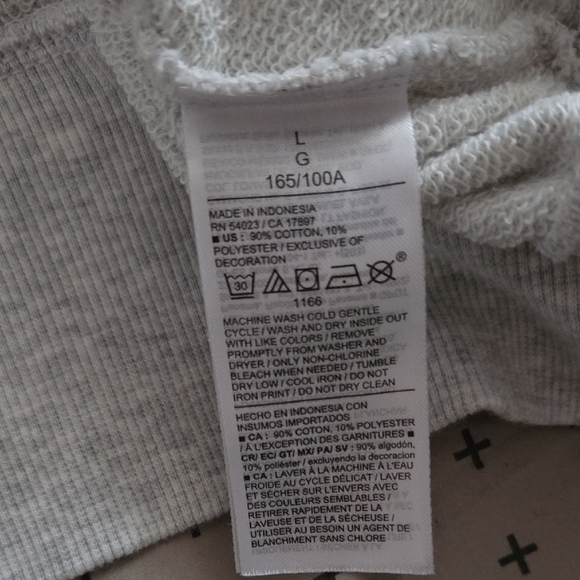 L
G
165/100A
MADE IN INDONESIA
RN 54023 / CA 17897
■ US : 90% COTTON, 10%
POLYESTER / EXCLUSIVE OF
DECORATION
30
®
1166
MACHINE WASH COLD GENTLE
CYCLE / WASH AND DRY INSIDE OUT
WITH LIKE COLORS / REMOVE
PROMPTLY FROM WASHER AND
DRYER / ONLY NON-CHLORINE
BLEACH WHEN NEEDED / TUMBLE
DRY LOW / COOL IRON / DO NOT
IRON PRINT / DO NOT DRY CLEAN
HECHO EN INDONESIA CON
INSUMOS IMPORTADOS
■ CA : 90% COTON, 10% POLYESTER
/ À L'EXCEPTION DES GARNITURES ■
CR/ EC/ GT/ MX/ PA/ SV : 90% algodón,
10% poliéster / excluyendo la decoracion
■ CA : LAVER À LA MACHINE À L'EAU
FROIDE AU CYCLE DÉLICAT / LAVER
ET SÉCHER SUR L'ENVERS AVEC
DES COULEURS SEMBLABLES /
RETIRER RAPIDEMENT DE LA
LAVEUSE ET DE LA SÉCHEUSE /
UTILISER AU BESOIN UN AGENT DE
BLANCHIMENT SANS CHLORE